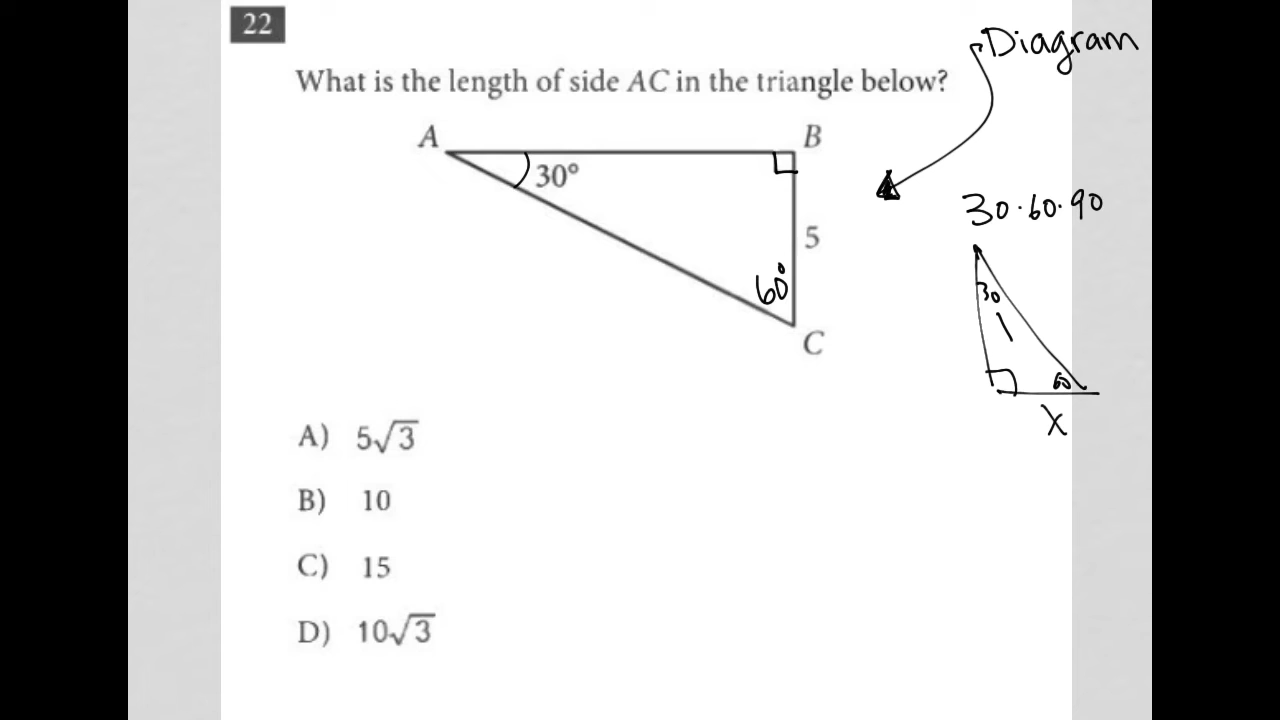 22
Diagram
What is the length of side AC in the triangle below?
A
B
30°
30·60·90
5
60°
30
C
60
X
A) 5√3
B) 10
C) 15
D) 10√3